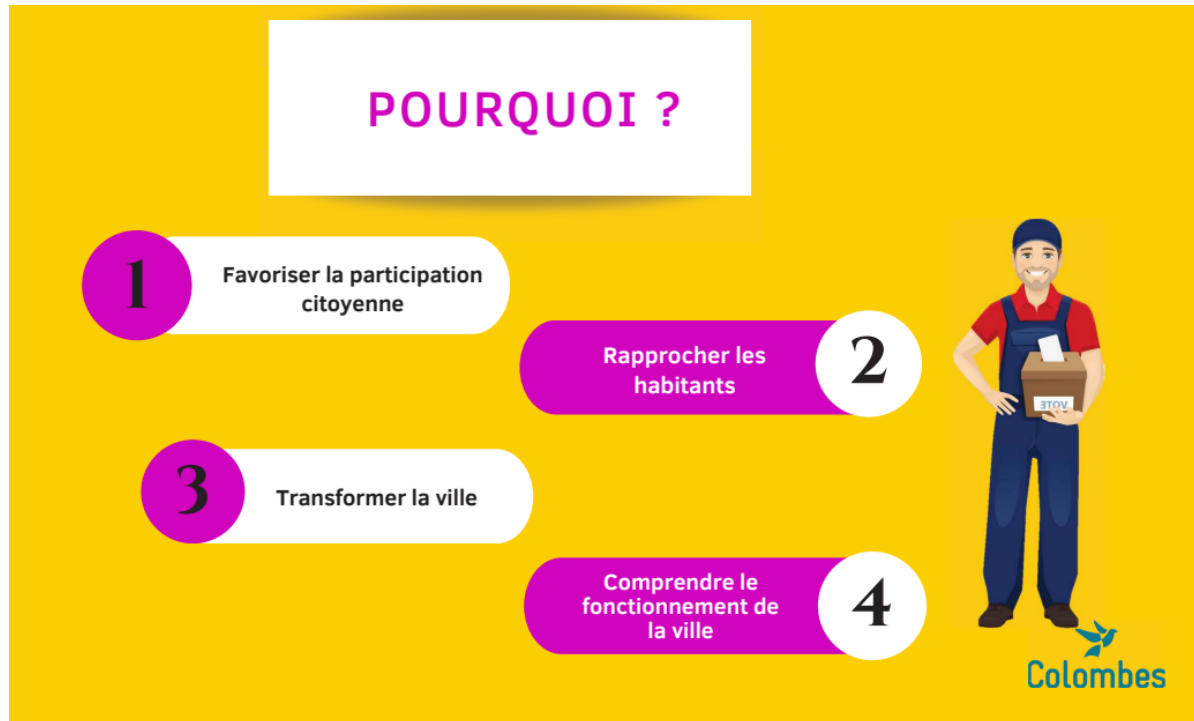 POURQUOI ?
1
Favoriser la participation
citoyenne
Rapprocher les
habitants
2
3
Transformer la ville
Comprendre le
fonctionnement de
la ville
4
VOTE
Colombes